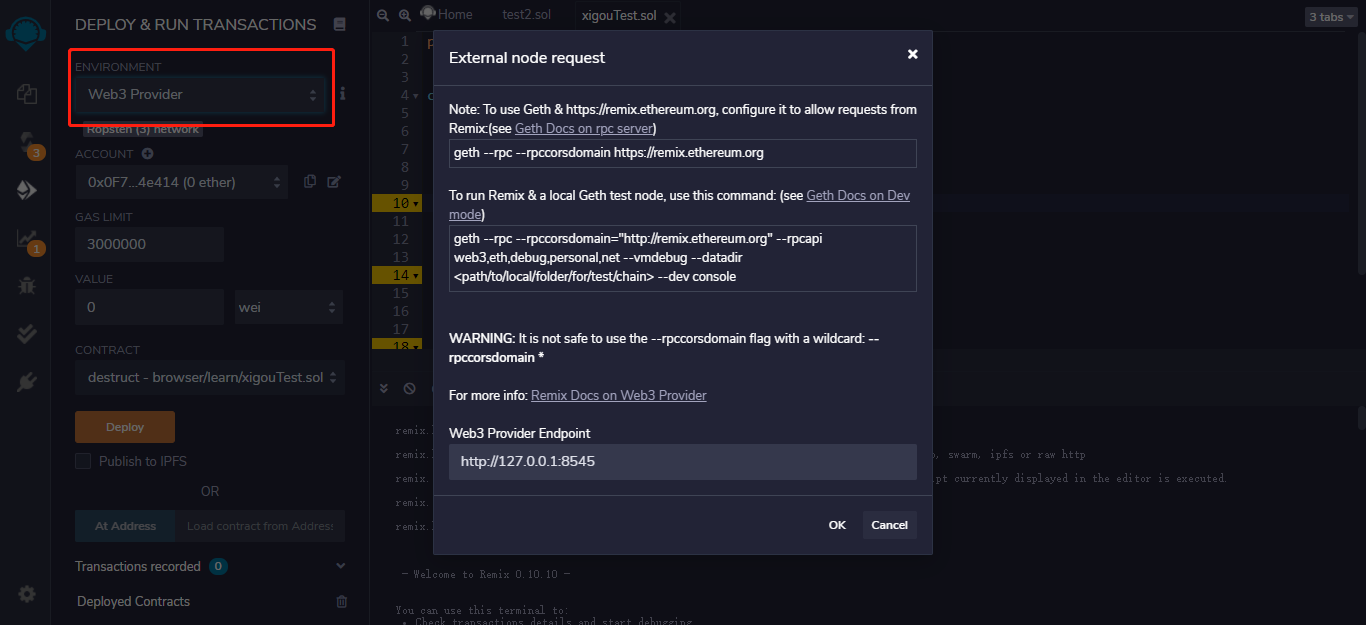 DEPLOY & RUN TRANSACTIONS
ENVIRONMENT
Web3 Provider
Ropsten (3) network
ACCOUNT
0x0F7...4e414 (0 ether)
GAS LIMIT
3000000
VALUE
0
wei
CONTRACT
destruct - browser/learn/xigouTest.sol
Deploy
Publish to IPFS
OR
At Address
Load contract from Address
Transactions recorded 0
Deployed Contracts
3
1
Home
test2.sol
xigouTest.sol
3 tabs
1
2
3
4
5
6
7
8
9
10
11
12
13
14
15
16
17
18
External node request
Note: To use Geth & https://remix.ethereum.org, configure it to allow requests from
Remix:(see Geth Docs on rpc server)
geth --rpc --rpccorsdomain https://remix.ethereum.org
To run Remix & a local Geth test node, use this command: (see Geth Docs on Dev
mode)
geth --rpc --rpccorsdomain="http://remix.ethereum.org" --rpcapi
web3,eth,debug,personal,net --vmdebug --datadir
<path/to/local/folder/for/test/chain> --dev console
WARNING: It is not safe to use the --rpccorsdomain flag with a wildcard: --
rpccorsdomain *
For more info: Remix Docs on Web3 Provider
Web3 Provider Endpoint
http://127.0.0.1:8545
OK
Cancel
remix.
remix. , swarm, ipfs or raw http
remix. pt currently displayed in the editor is executed.
remix.
remix.
- Welcome to Remix 0.10.10 -
You can use this terminal to:
• Check transactions details and start debugging.